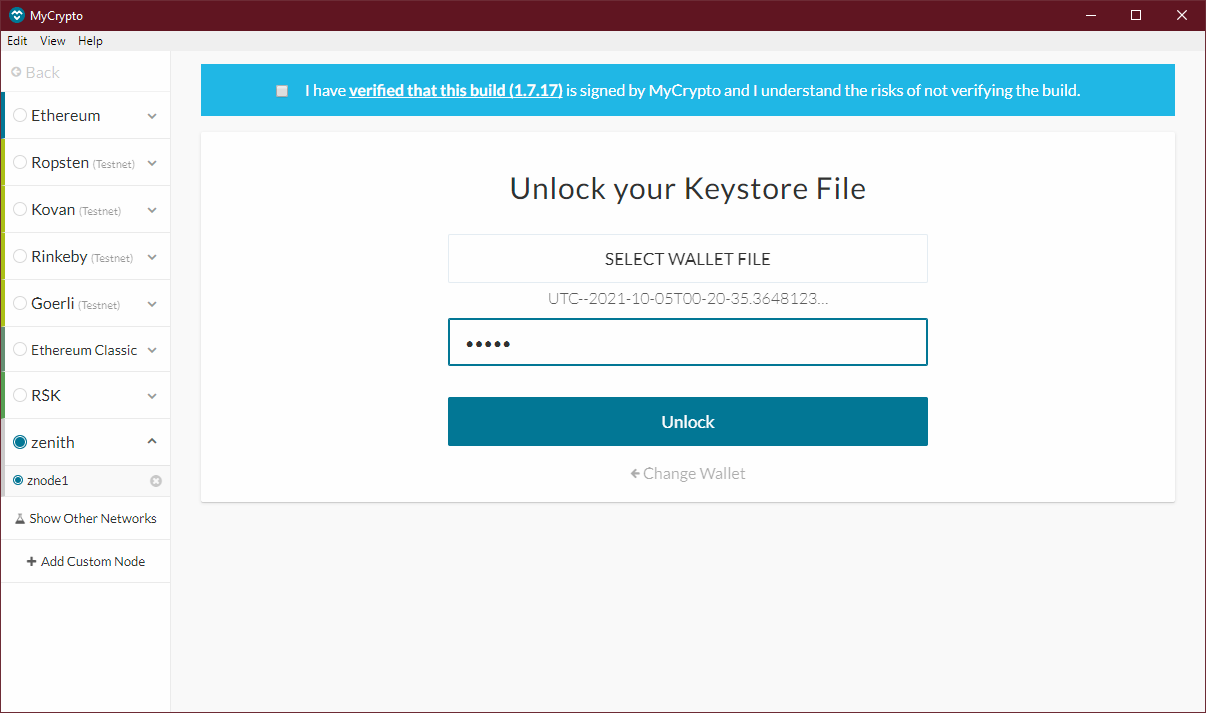 MyCrypto
Edit View Help
Back
Ethereum
Ropsten (Testnet)
Kovan (Testnet)
Rinkeby (Testnet)
Goerli (Testnet)
Ethereum Classic
RSK
zenith
znode1
Show Other Networks
Add Custom Node
I have verified that this build (1.7.17) is signed by MyCrypto and I understand the risks of not verifying the build.
Unlock your Keystore File
SELECT WALLET FILE
UTC--2021-10-05T00-20-35.3648123...
•••••
Unlock
Change Wallet